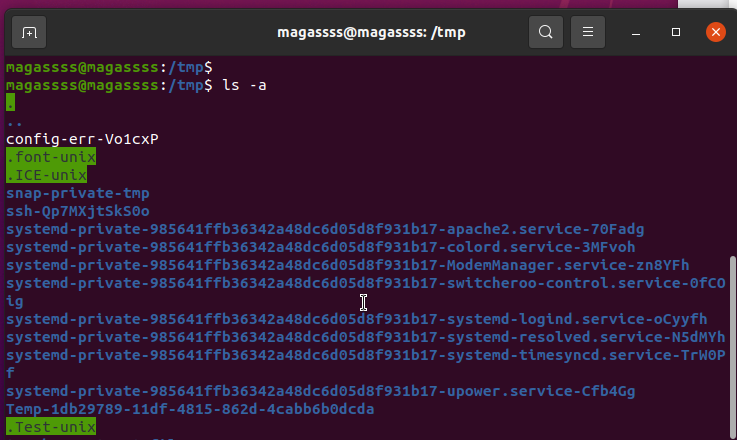 magassss@magassss: /tmp
magassss@magassss:/tmp$
magassss@magassss:/tmp$ ls -a
.
..
config-err-Vo1cxP
.font-unix
.ICE-unix
snap-private-tmp
ssh-Qp7MXjtSkS0o
systemd-private-985641ffb36342a48dc6d05d8f931b17-apache2.service-70Fadg
systemd-private-985641ffb36342a48dc6d05d8f931b17-colord.service-3MFvoh
systemd-private-985641ffb36342a48dc6d05d8f931b17-ModemManager.service-zn8YFh
systemd-private-985641ffb36342a48dc6d05d8f931b17-switcheroo-control.service-0fCO
ig
systemd-private-985641ffb36342a48dc6d05d8f931b17-systemd-logind.service-oCyyfh
systemd-private-985641ffb36342a48dc6d05d8f931b17-systemd-resolved.service-N5dMYh
systemd-private-985641ffb36342a48dc6d05d8f931b17-systemd-timesyncd.service-TrW0P
f
systemd-private-985641ffb36342a48dc6d05d8f931b17-upower.service-Cfb4Gg
Temp-1db29789-11df-4815-862d-4cabb6b0dcda
.Test-unix